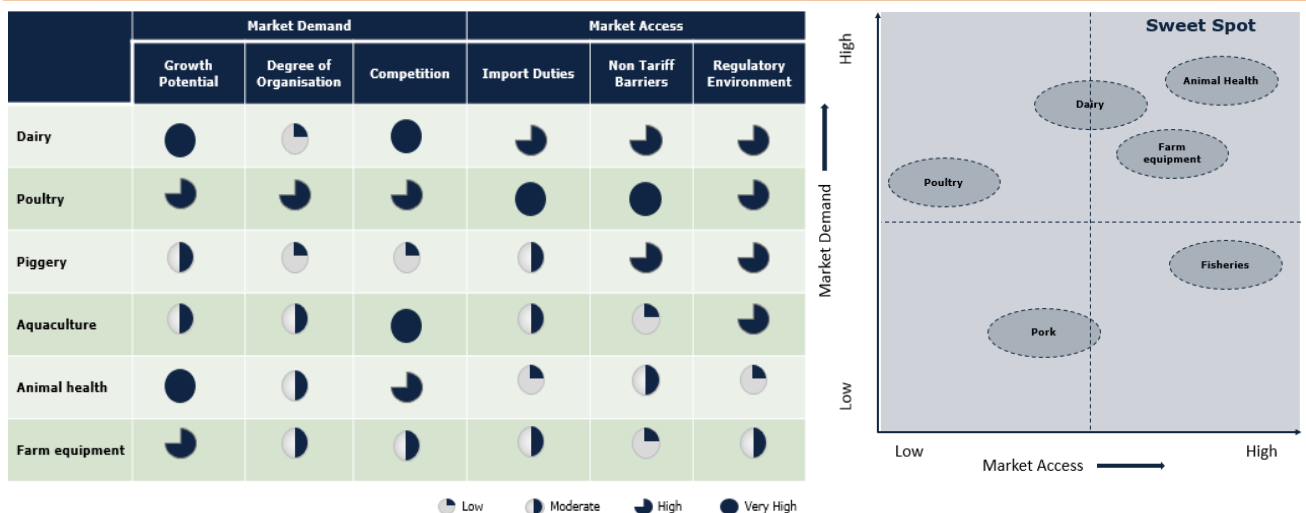 Market Demand
Market Access
Growth
Potential
Degree of
Organisation
Competition
Import Duties
Non Tariff
Barriers
Regulatory
Environment
Dairy
Poultry
Piggery
Aquaculture
Animal health
Farm equipment
Low
Moderate
High
Very High
Sweet Spot
High
Animal Health
Dairy
Farm
equipment
Poultry
Market Demand
Fisheries
Pork
Low
Low
Market Access
High